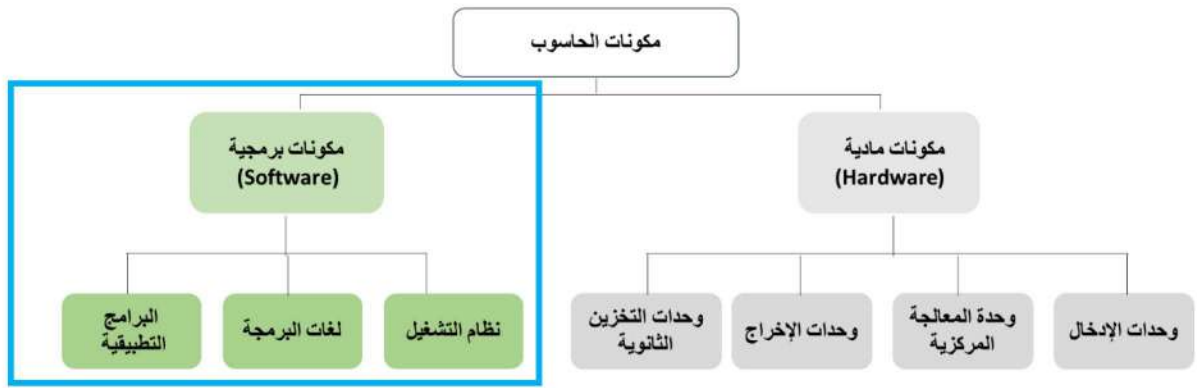 مكونات الحاسوب
مكونات مادية
(Hardware)
مكونات برمجية
(Software)
وحدات الإدخال
وحدة المعالجة
المركزية
وحدات الإخراج
وحدات التخزين
الثانوية
نظام التشغيل
لغات البرمجة
البرامج
التطبيقية